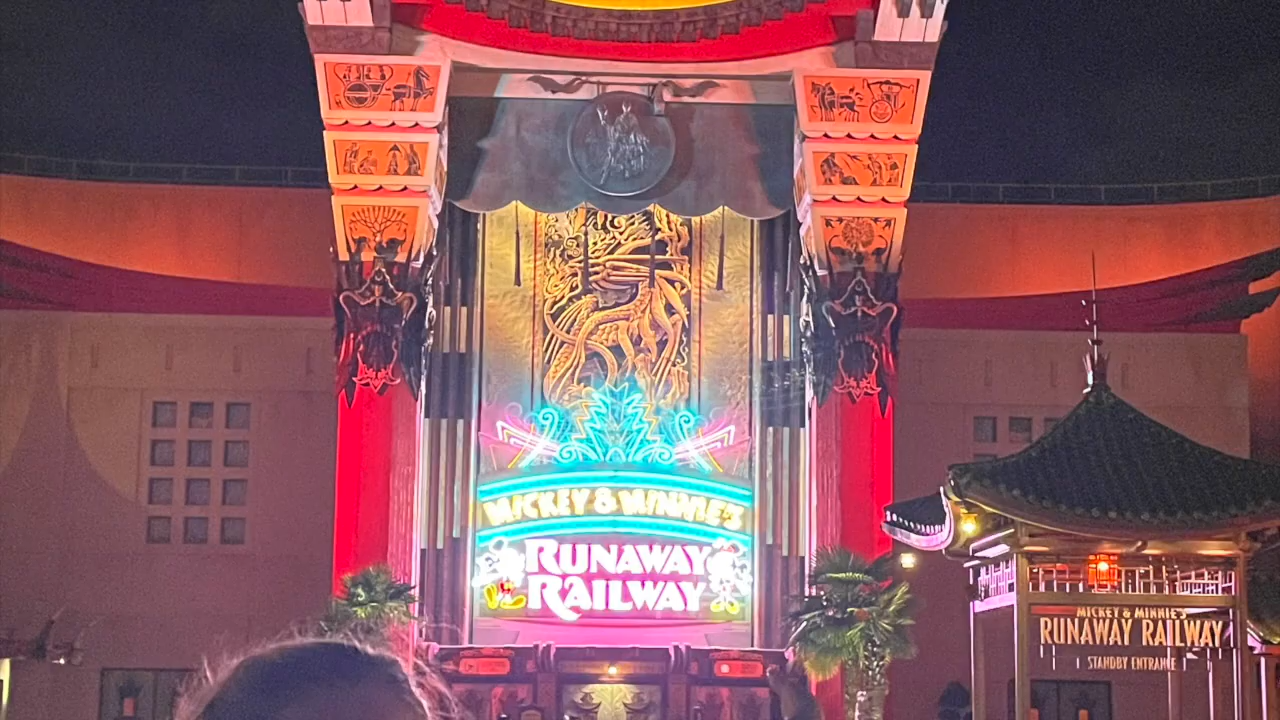 MICKEY & MINNIE'S
RUNAWAY
RAILWAY
MICKEY & MINNIE'S
RUNAWAY RAILWAY
STANDBY ENTRANCE